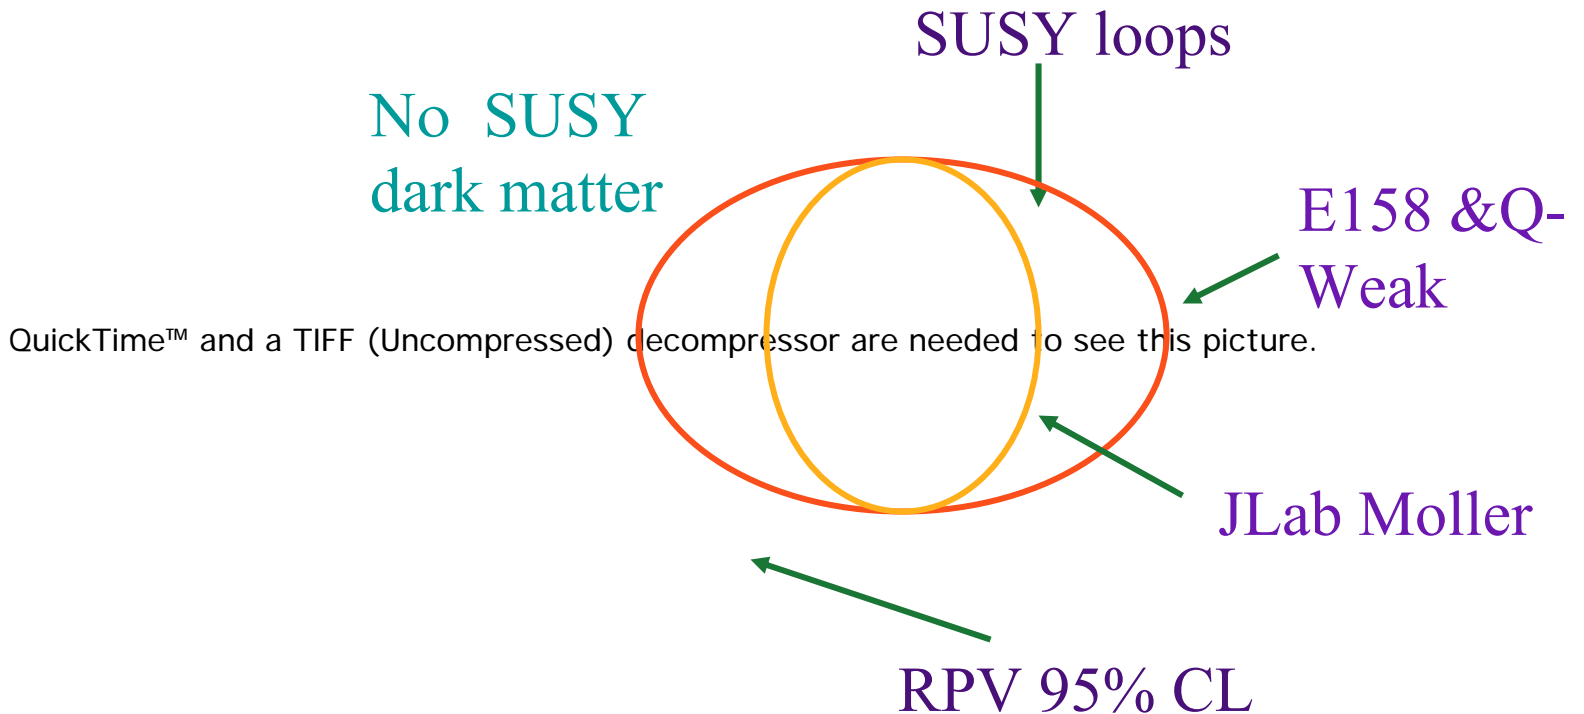 SUSY loops
No SUSY
dark matter
E158 &Q-
Weak
QuickTime™ and a TIFF (Uncompressed) decompressor are needed to see this picture.
JLab Moller
RPV 95% CL